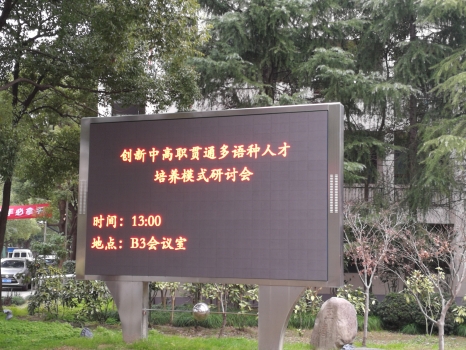 创新中高职贯通多语种人才
培养模式研讨会
时间：13:00
地点：B3会议室